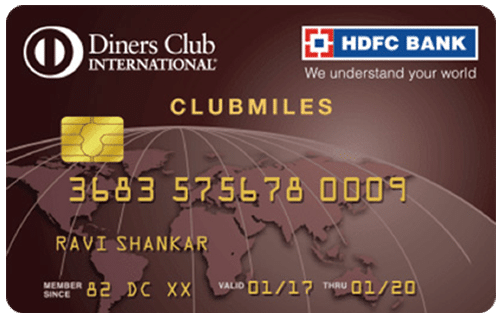 Diners Club
INTERNATIONAL®
HDFC BANK
We understand your world
CLUBMILES
3683 575678 0009
RAVI SHANKAR
MEMBER SINCE 82 DC XX VALID 01/17 THRU 01/20